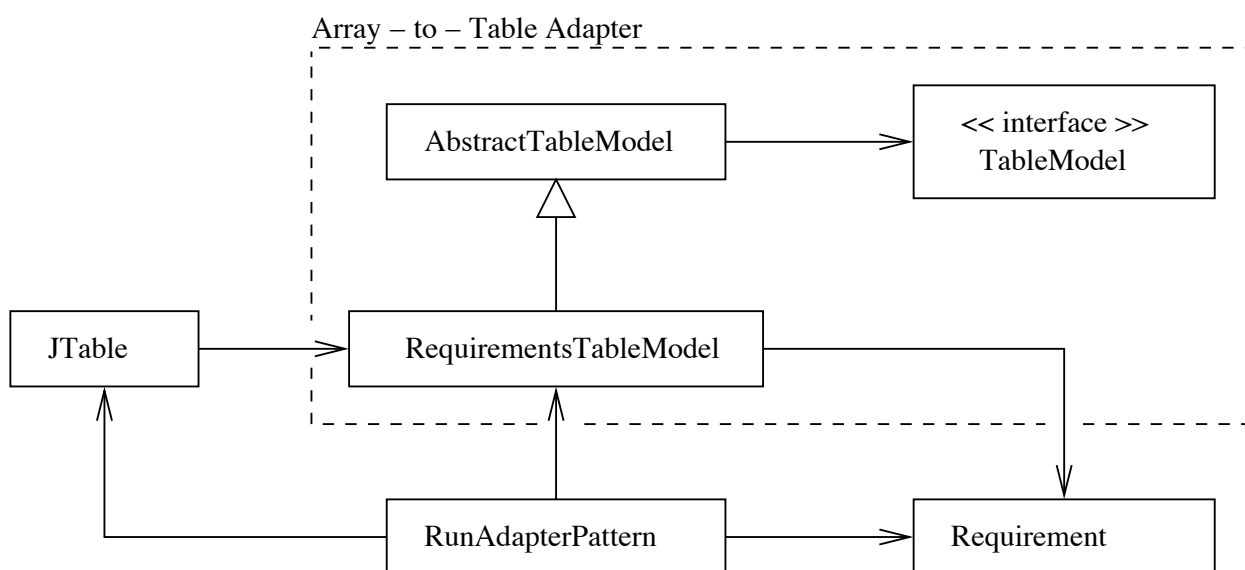 Array – to – Table Adapter
AbstractTableModel
<< interface >>
TableModel
JTable
RequirementsTableModel
RunAdapterPattern
Requirement